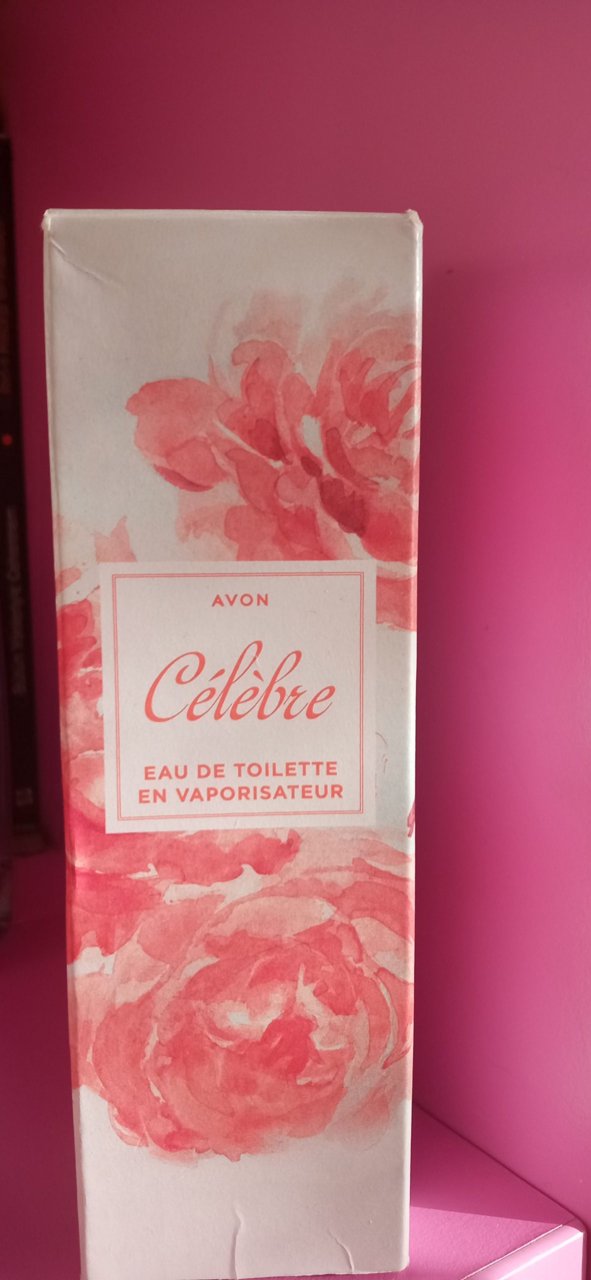 AVON
Célèbre
EAU DE TOILETTE
EN VAPORISATEUR